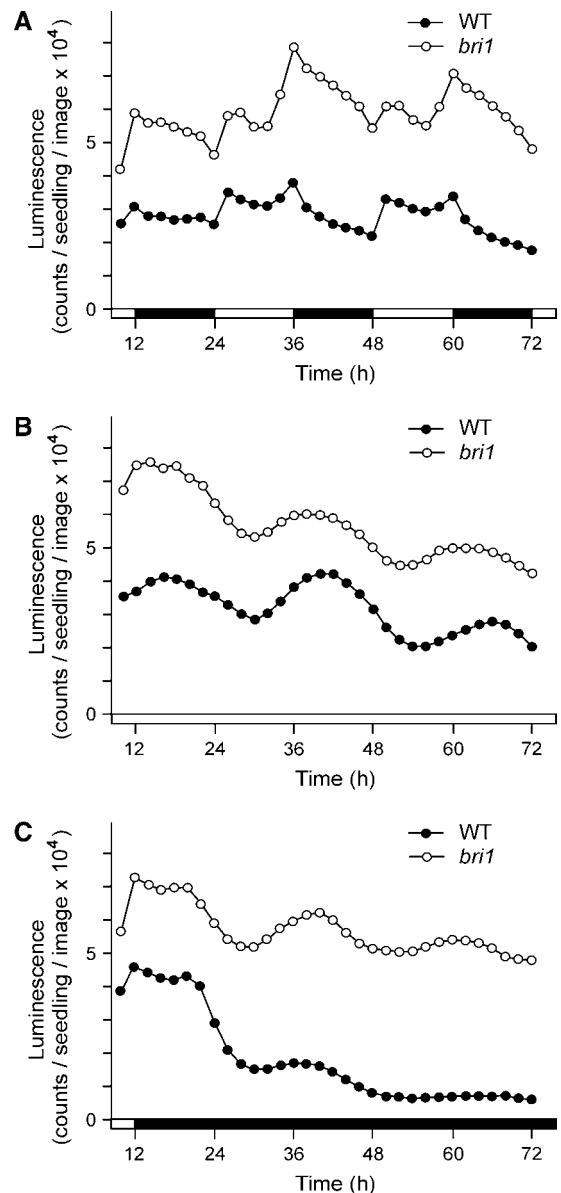 A
WT
bri1
Luminescence
(counts / seedling / image x 10⁴ )
5
0
12 24 36 48 60 72
Time (h)
B
WT
bri1
Luminescence
(counts / seedling / image x 10⁴ )
5
0
12 24 36 48 60 72
Time (h)
C
WT
bri1
Luminescence
(counts / seedling / image x 10⁴ )
5
0
12 24 36 48 60 72
Time (h)